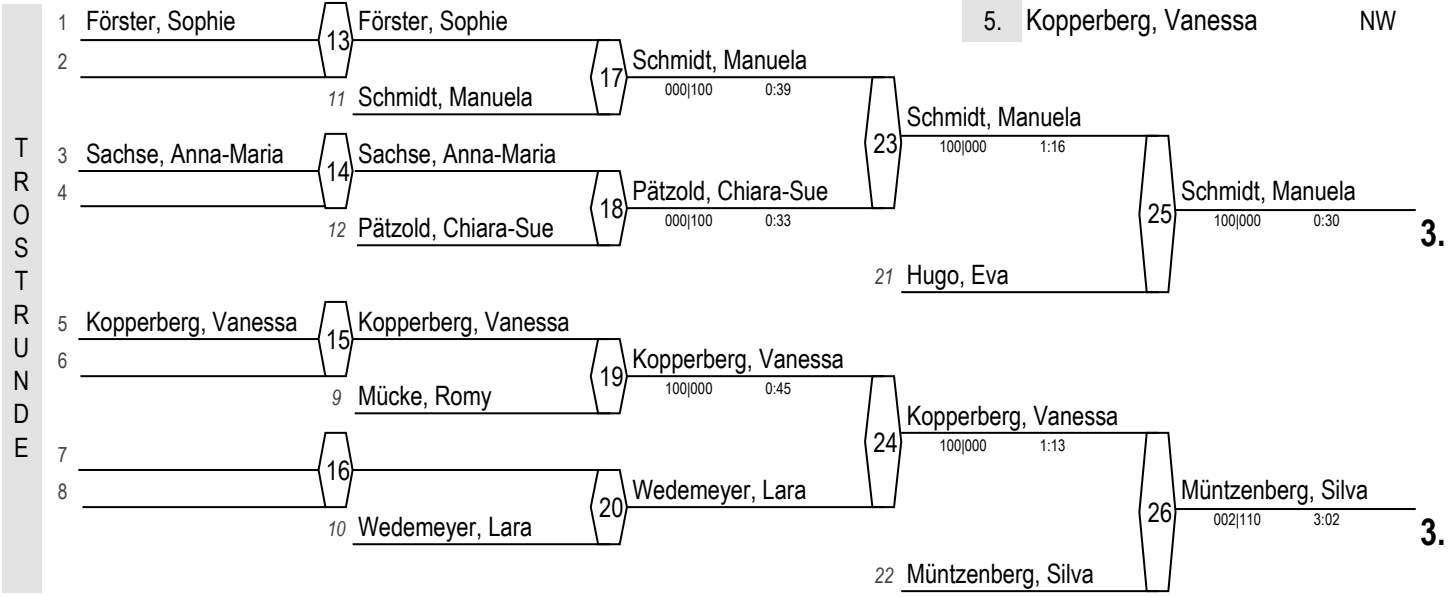 5. Kopperberg, Vanessa NW
TROSTRUNDE
1 Förster, Sophie 13 Förster, Sophie
2
17 Schmidt, Manuela
000|100 0:39
11 Schmidt, Manuela
23 Schmidt, Manuela
100|000 1:16
3 Sachse, Anna-Maria 14 Sachse, Anna-Maria
4
18 Pätzold, Chiara-Sue
000|100 0:33
12 Pätzold, Chiara-Sue
25 Schmidt, Manuela
100|000 0:30
3.
21 Hugo, Eva
5 Kopperberg, Vanessa 15 Kopperberg, Vanessa
6
19 Kopperberg, Vanessa
100|000 0:45
9 Mücke, Romy
24 Kopperberg, Vanessa
100|000 1:13
7
16
8
20 Wedemeyer, Lara
10 Wedemeyer, Lara
26 Müntzenberg, Silva
002|110 3:02
3.
22 Müntzenberg, Silva